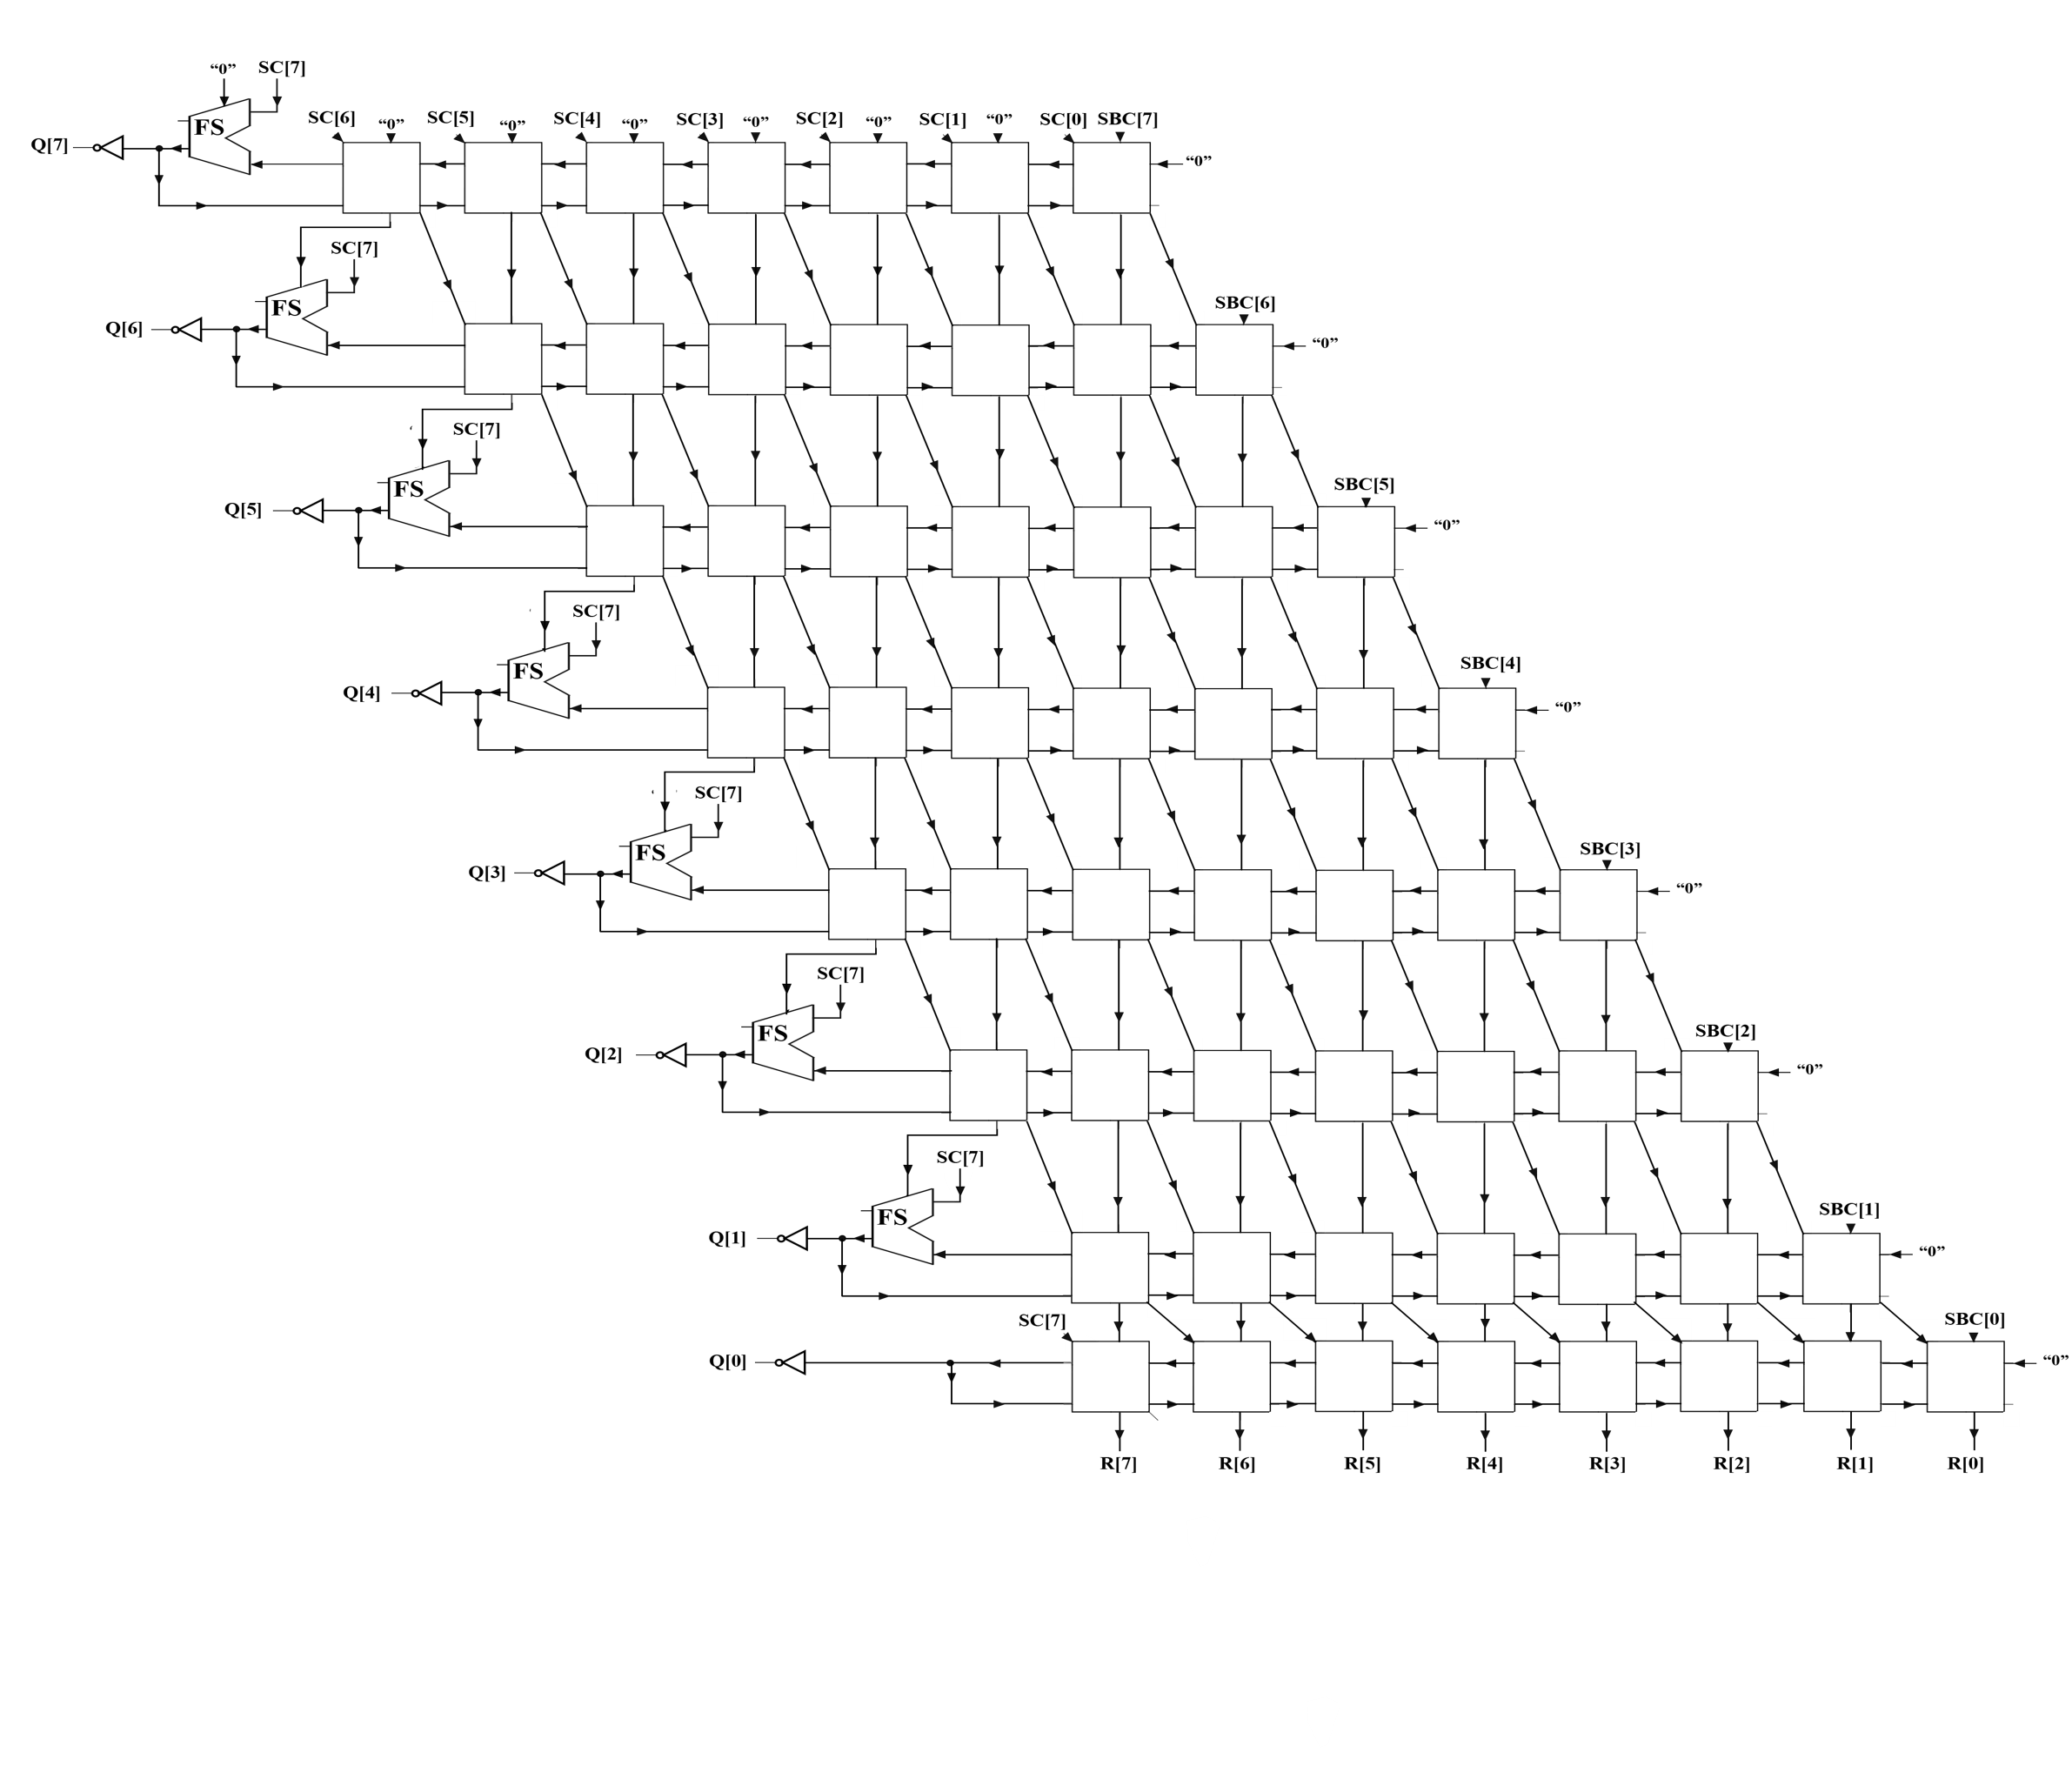 “0” SC[7]
SC[6] “0” SC[5] “0” SC[4] “0” SC[3] “0” SC[2] “0” SC[1] “0” SC[0] SBC[7]
FS
Q[7] “0”
SC[7]
SBC[6]
FS
Q[6] “0”
SC[7]
SBC[5]
FS
Q[5] “0”
SC[7]
SBC[4]
FS
Q[4] “0”
SC[7]
SBC[3]
FS
Q[3] “0”
SC[7]
SBC[2]
FS
Q[2] “0”
SC[7]
SBC[1]
FS
Q[1] “0”
SC[7] SBC[0]
Q[0] “0”
R[7] R[6] R[5] R[4] R[3] R[2] R[1] R[0]